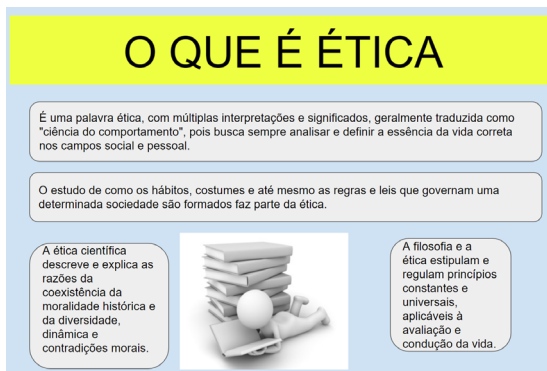 O QUE É ÉTICA
É uma palavra ética, com múltiplas interpretações e significados, geralmente traduzida como
"ciência do comportamento", pois busca sempre analisar e definir a essência da vida correta
nos campos social e pessoal.
O estudo de como os hábitos, costumes e até mesmo as regras e leis que governam uma
determinada sociedade são formados faz parte da ética.
A ética científica
descreve e explica as
razões da
coexistência da
moralidade histórica e
da diversidade,
dinâmica e
contradições morais.
A filosofia e a
ética estipulam e
regulam princípios
constantes e
universais,
aplicáveis à
avaliação e
condução da vida.